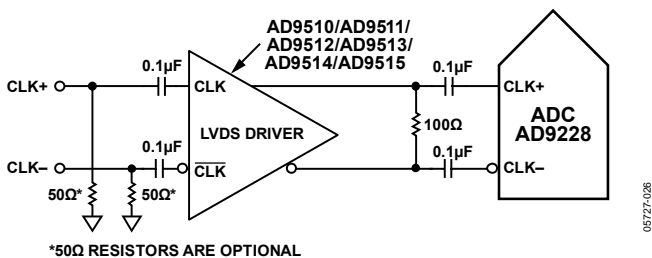 AD9510/AD9511/
AD9512/AD9513/
AD9514/AD9515
0.1µF
0.1µF
CLK+
CLK
CLK+
ADC
AD9228
LVDS DRIVER
100Ω
0.1µF
0.1µF
CLK–
C̅L̅K̅
CLK–
50Ω*
50Ω*
*50Ω RESISTORS ARE OPTIONAL
05727-026